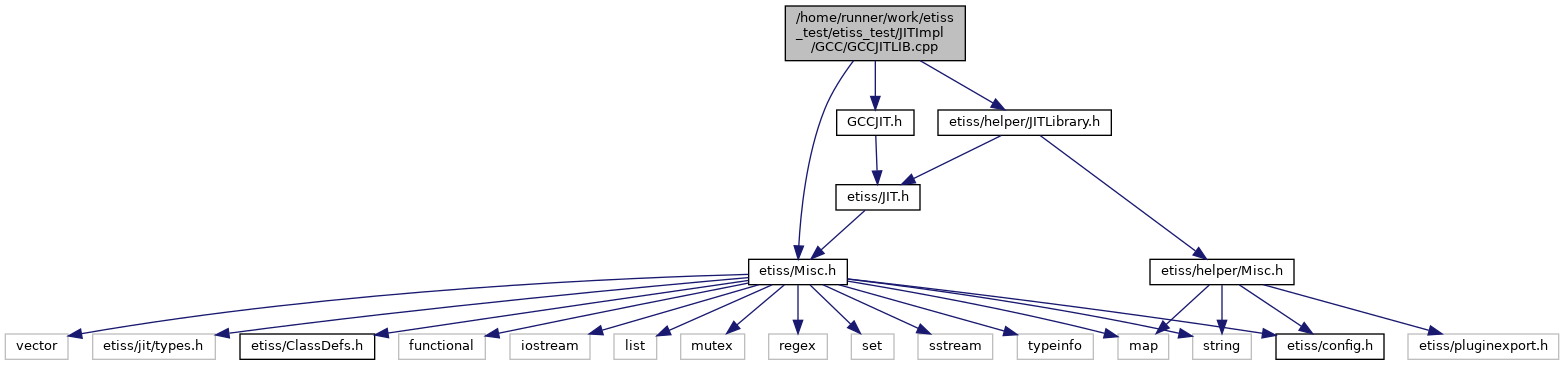 /home/runner/work/etiss
_test/etiss_test/JITImpl
/GCC/GCCJITLIB.cpp
GCCJIT.h
etiss/helper/JITLibrary.h
etiss/JIT.h
etiss/Misc.h
etiss/helper/Misc.h
vector
etiss/jit/types.h
etiss/ClassDefs.h
functional
iostream
list
mutex
regex
set
sstream
typeinfo
map
string
etiss/config.h
etiss/pluginexport.h